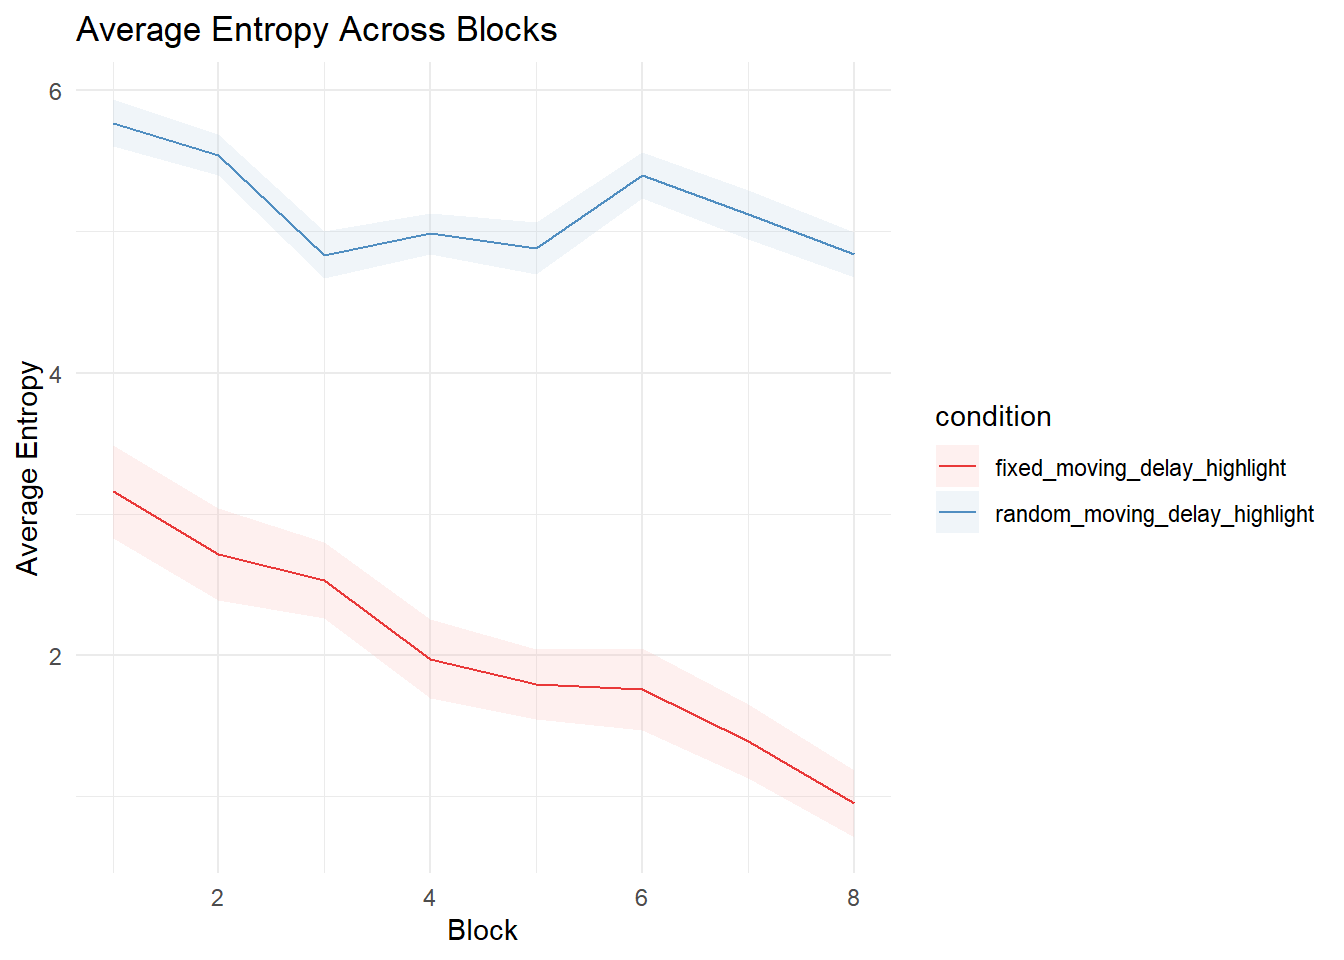 Average Entropy Across Blocks
Average Entropy
6
4
2
2
4
6
8
Block
condition
fixed_moving_delay_highlight
random_moving_delay_highlight